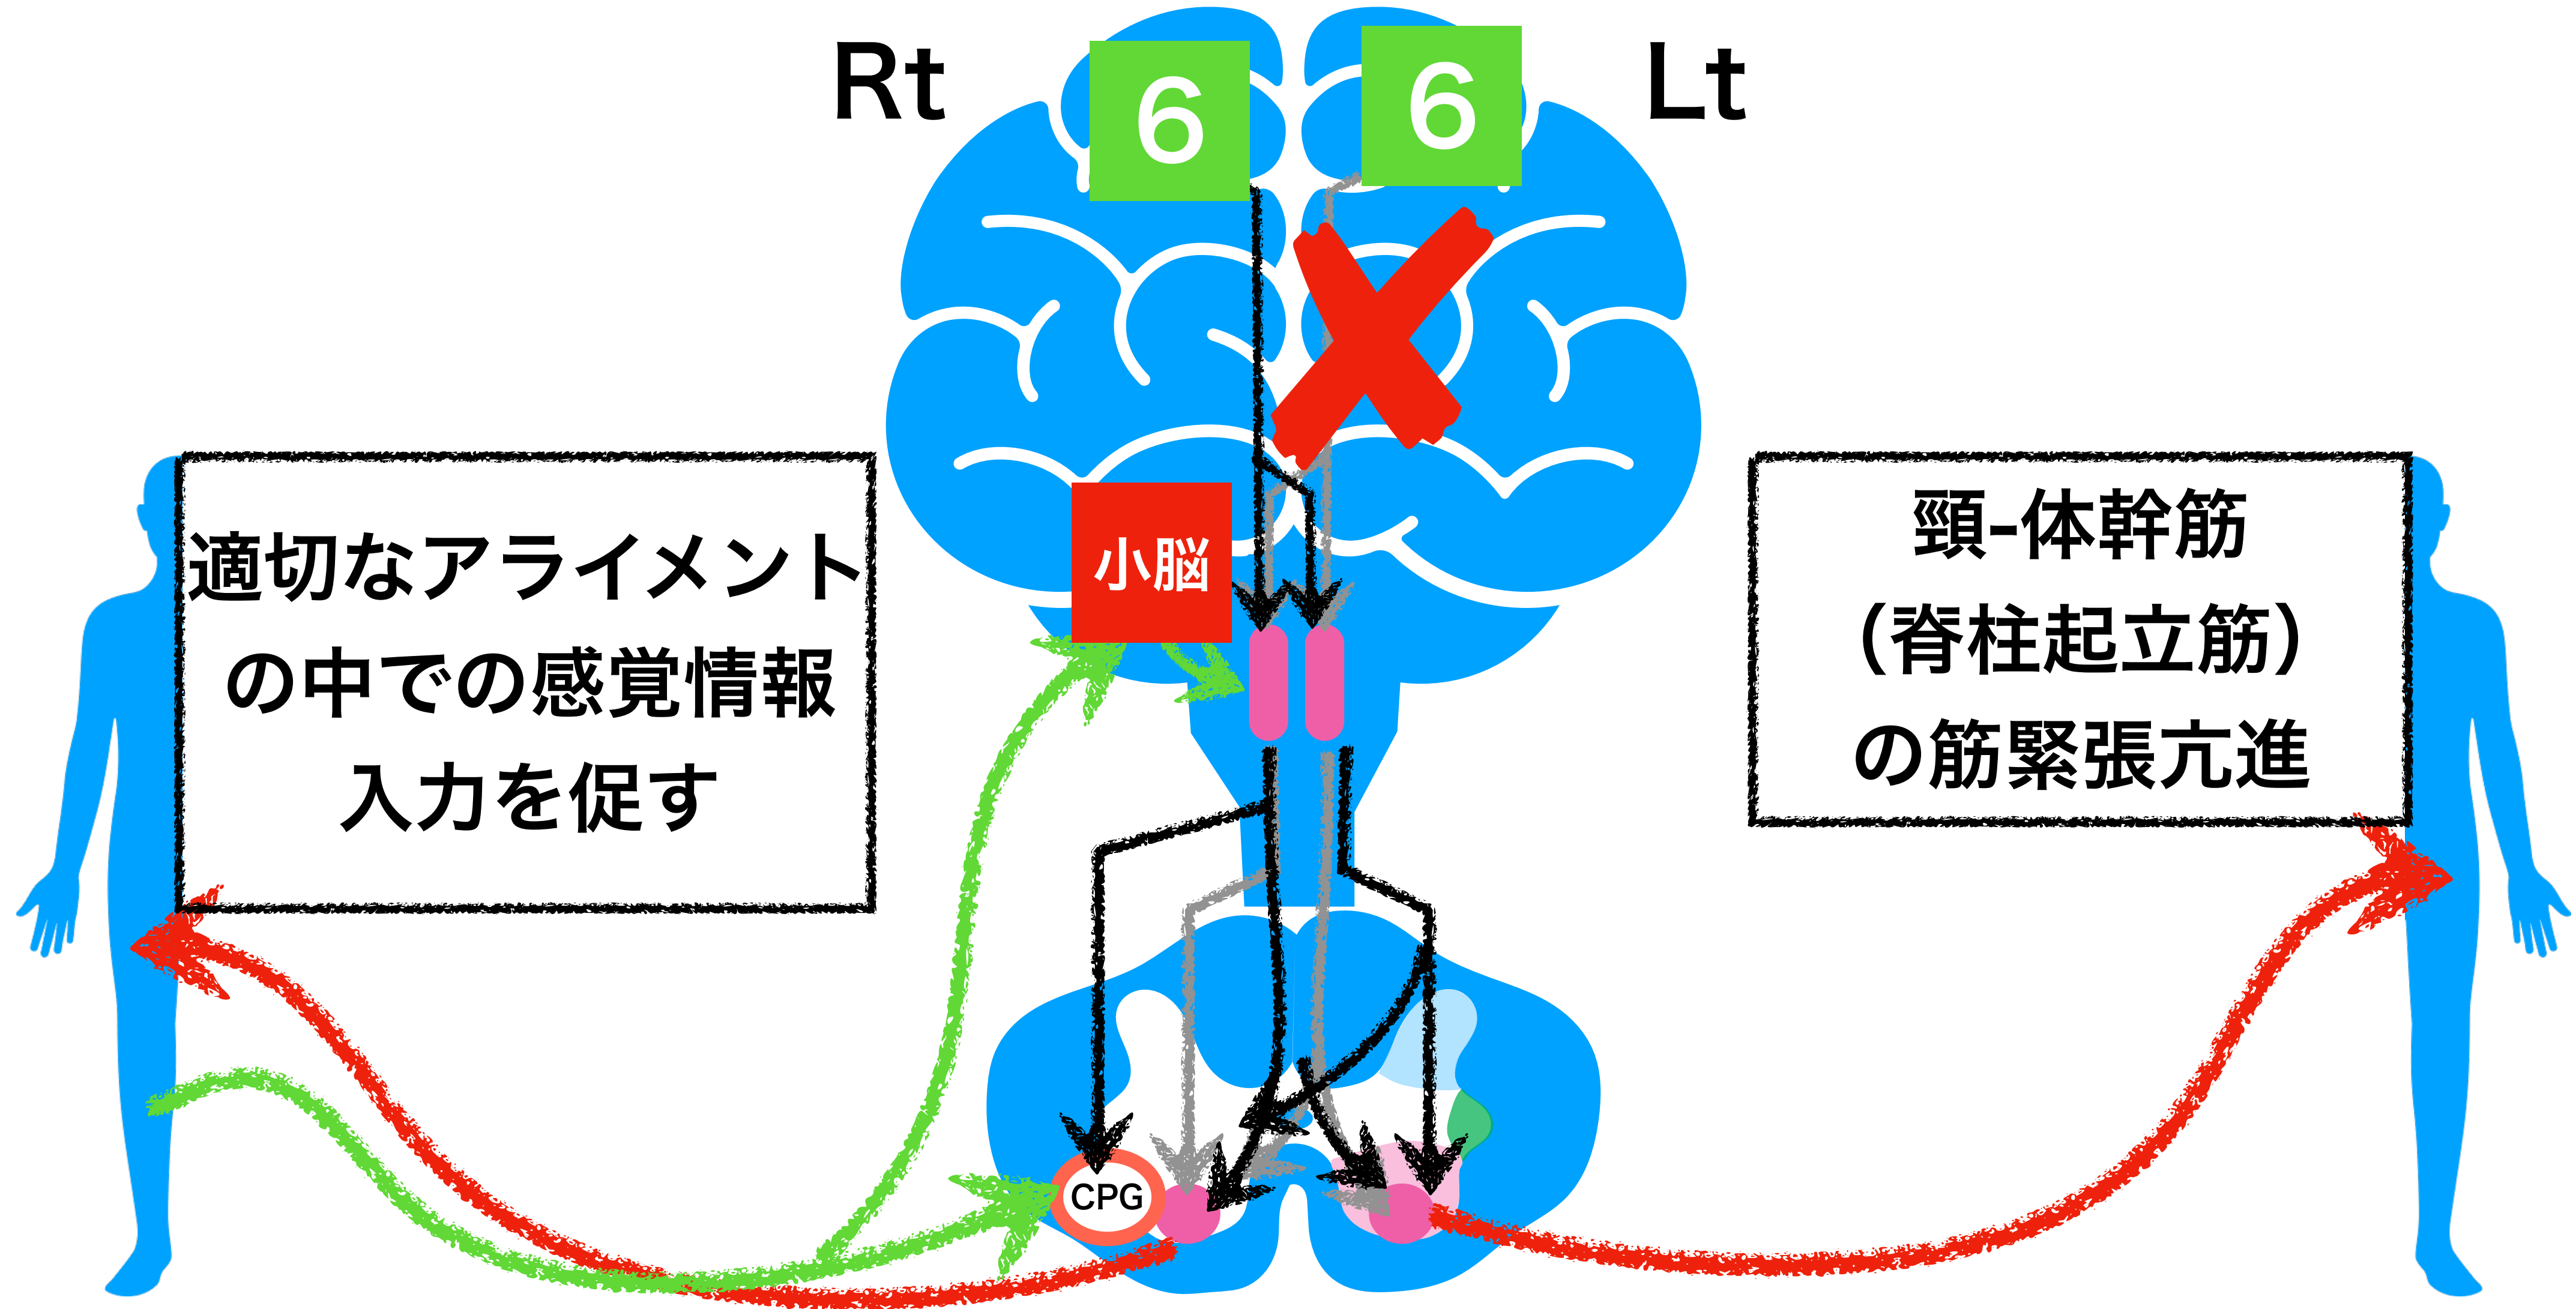 Rt
6
6
Lt
適切なアライメント
の中での感覚情報
入力を促す
小脳
頸-体幹筋
（脊柱起立筋）
の筋緊張亢進
CPG